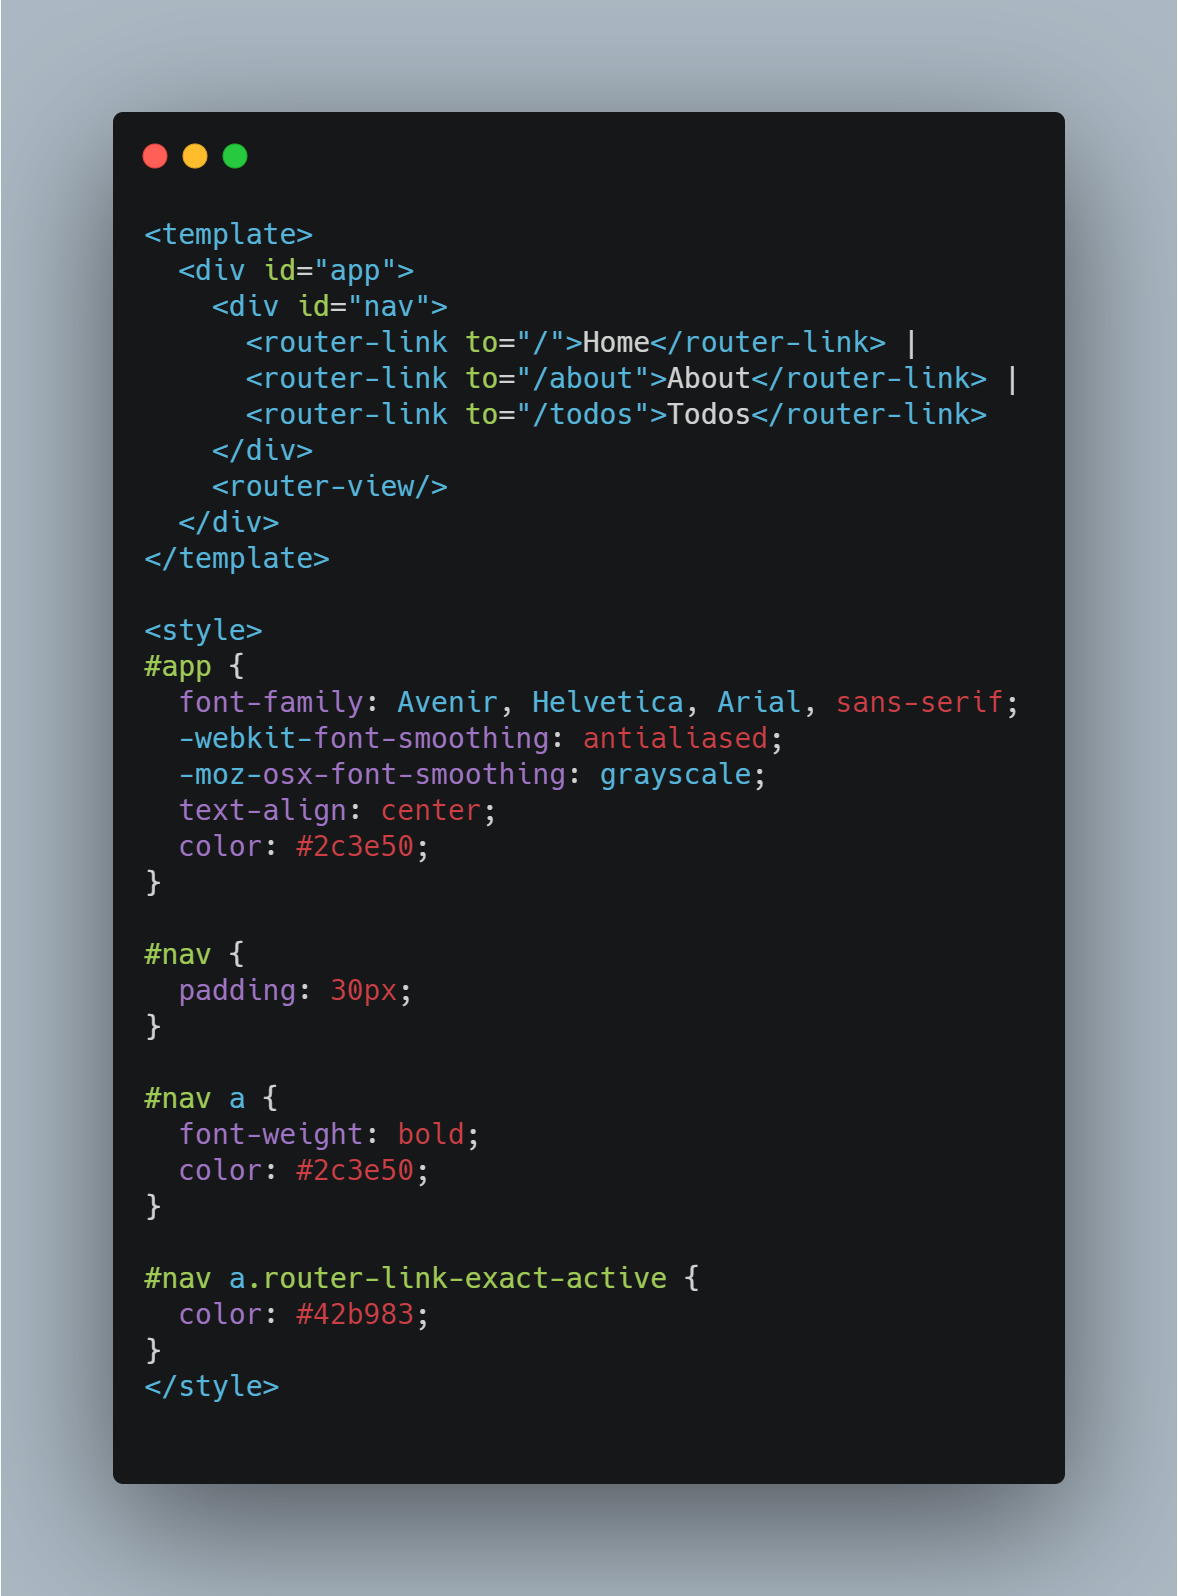 <template>
  <div id="app">
    <div id="nav">
      <router-link to="/">Home</router-link> |
      <router-link to="/about">About</router-link> |
      <router-link to="/todos">Todos</router-link>
    </div>
    <router-view/>
  </div>
</template>

<style>
#app {
  font-family: Avenir, Helvetica, Arial, sans-serif;
  -webkit-font-smoothing: antialiased;
  -moz-osx-font-smoothing: grayscale;
  text-align: center;
  color: #2c3e50;
}

#nav {
  padding: 30px;
}

#nav a {
  font-weight: bold;
  color: #2c3e50;
}

#nav a.router-link-exact-active {
  color: #42b983;
}
</style>